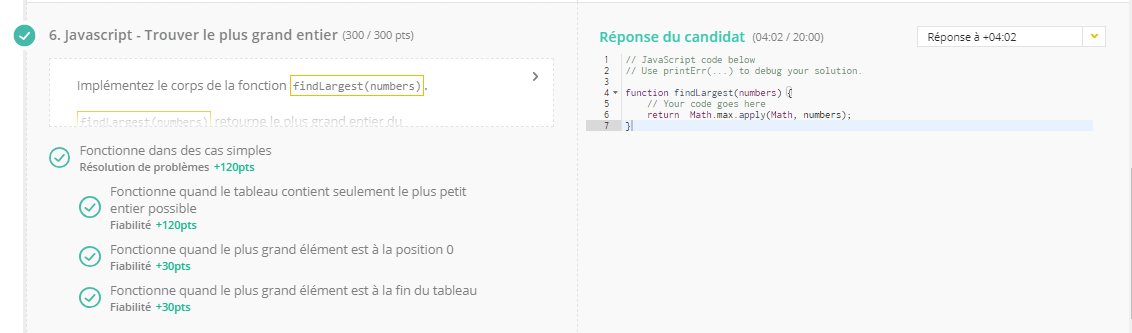 6. Javascript - Trouver le plus grand entier (300 / 300 pts)
Implémentez le corps de la fonction findLargest(numbers).
findLargest(numbers) retourne le plus grand entier du
Fonctionne dans des cas simples
Résolution de problèmes +120pts
Fonctionne quand le tableau contient seulement le plus petit
entier possible
Fiabilité +120pts
Fonctionne quand le plus grand élément est à la position 0
Fiabilité +30pts
Fonctionne quand le plus grand élément est à la fin du tableau
Fiabilité +30pts
Réponse du candidat (04:02 / 20:00)
Réponse à +04:02
1 // JavaScript code below
2 // Use printErr(...) to debug your solution.
3
4 function findLargest(numbers) {
5 // Your code goes here
6 return Math.max.apply(Math, numbers);
7 }